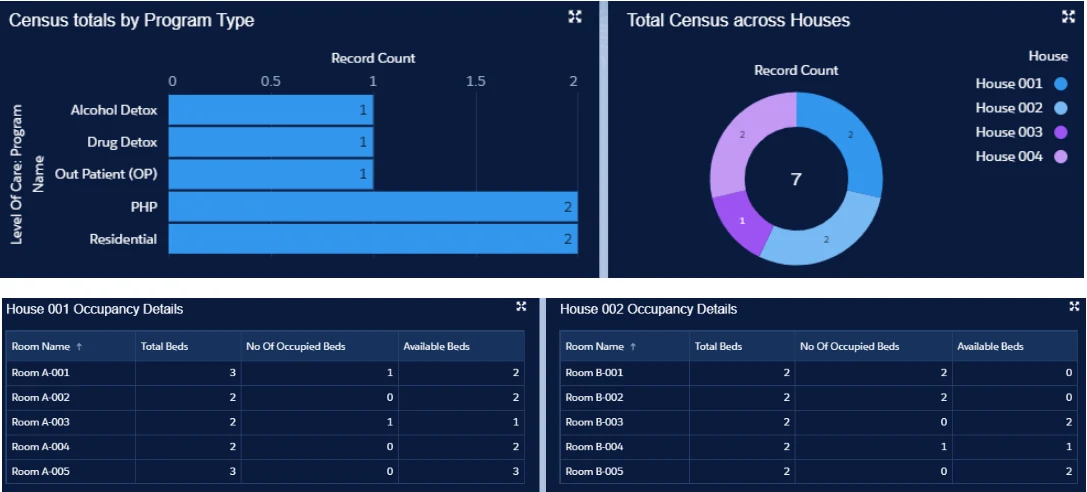 Census totals by Program Type
Record Count
0 0.5 1 1.5 2
Level Of Care: Program
Name
Alcohol Detox 1
Drug Detox 1
Out Patient (OP) 1
PHP 2
Residential 2
Total Census across Houses
Record Count
House
House 001
House 002
House 003
House 004
2 2
7
1
2
House 001 Occupancy Details
Room Name ↑ Total Beds No Of Occupied Beds Available Beds
Room A-001 3 1 2
Room A-002 2 0 2
Room A-003 2 1 1
Room A-004 2 0 2
Room A-005 3 0 3
House 002 Occupancy Details
Room Name ↑ Total Beds No Of Occupied Beds Available Beds
Room B-001 2 2 0
Room B-002 2 2 0
Room B-003 2 0 2
Room B-004 2 1 1
Room B-005 2 0 2